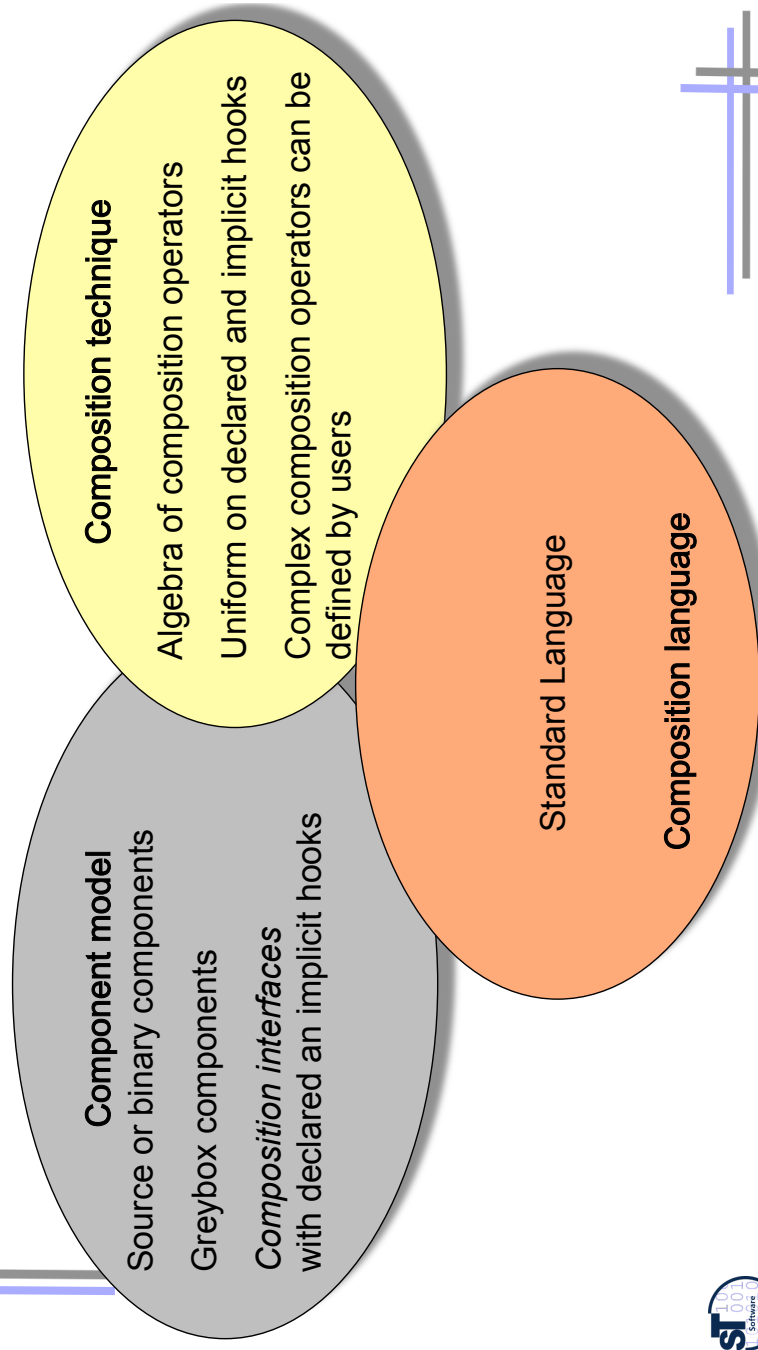 Component model
Source or binary components
Greybox components
Composition interfaces
with declared an implicit hooks
Composition technique
Algebra of composition operators
Uniform on declared and implicit hooks
Complex composition operators can be
defined by users
Standard Language
Composition language
ST
Software